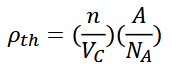 ρ_th = (n/V_C)(A/N_A)